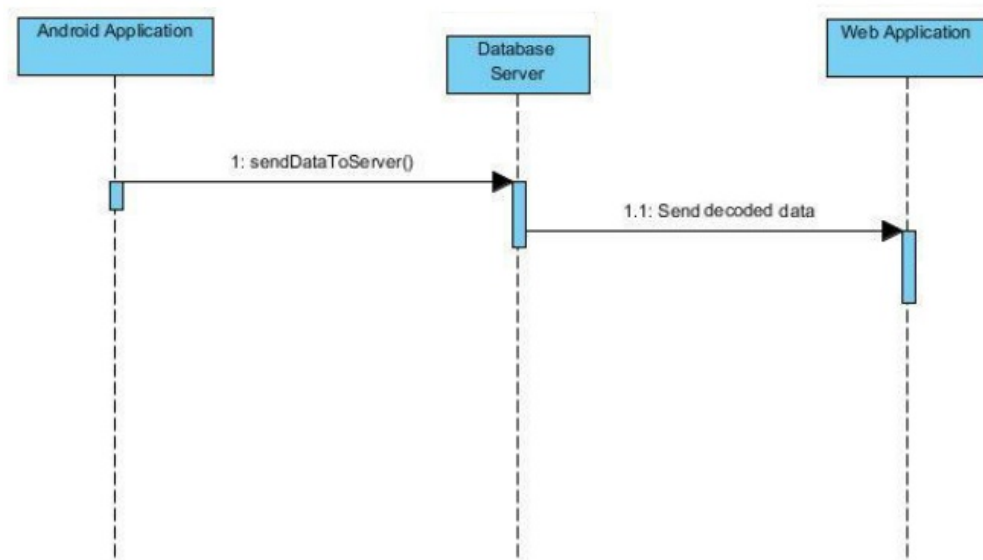 Android Application
Database
Server
Web Application
1: sendDataToServer()
1.1: Send decoded data